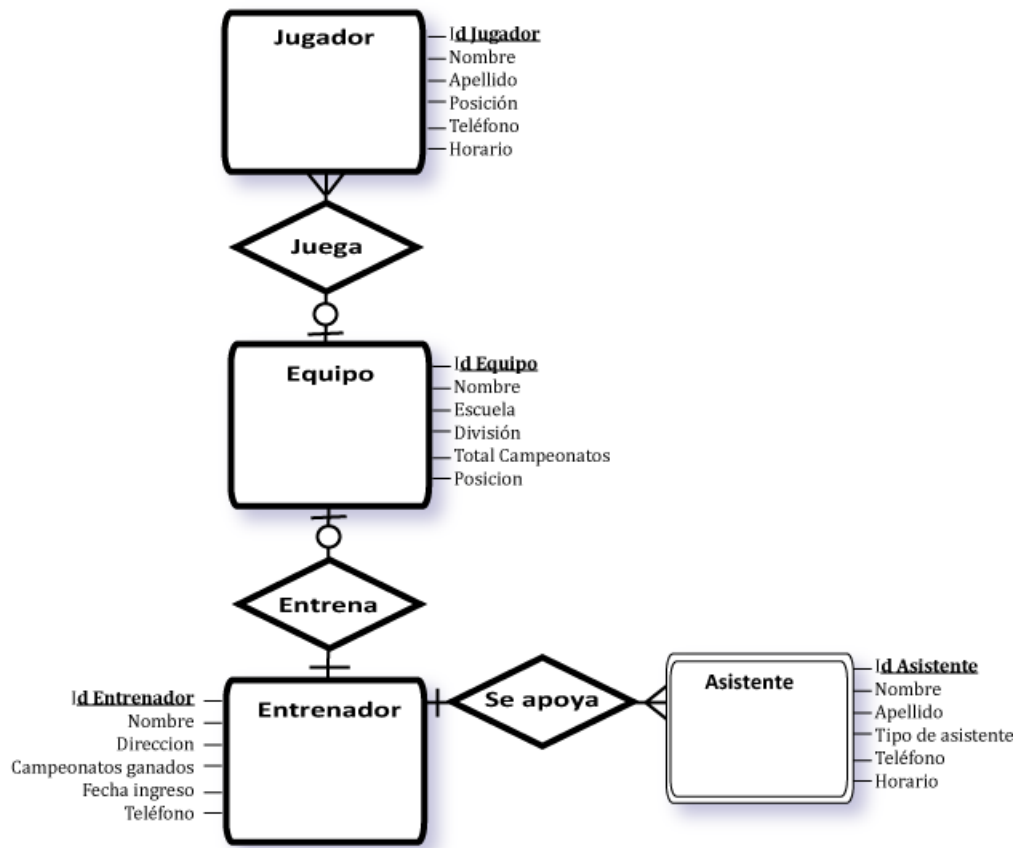 Jugador
Id Jugador
Nombre
Apellido
Posición
Teléfono
Horario
Juega
Equipo
Id Equipo
Nombre
Escuela
División
Total Campeonatos
Posicion
Entrena
Entrenador
Id Entrenador
Nombre
Direccion
Campeonatos ganados
Fecha ingreso
Teléfono
Se apoya
Asistente
Id Asistente
Nombre
Apellido
Tipo de asistente
Teléfono
Horario